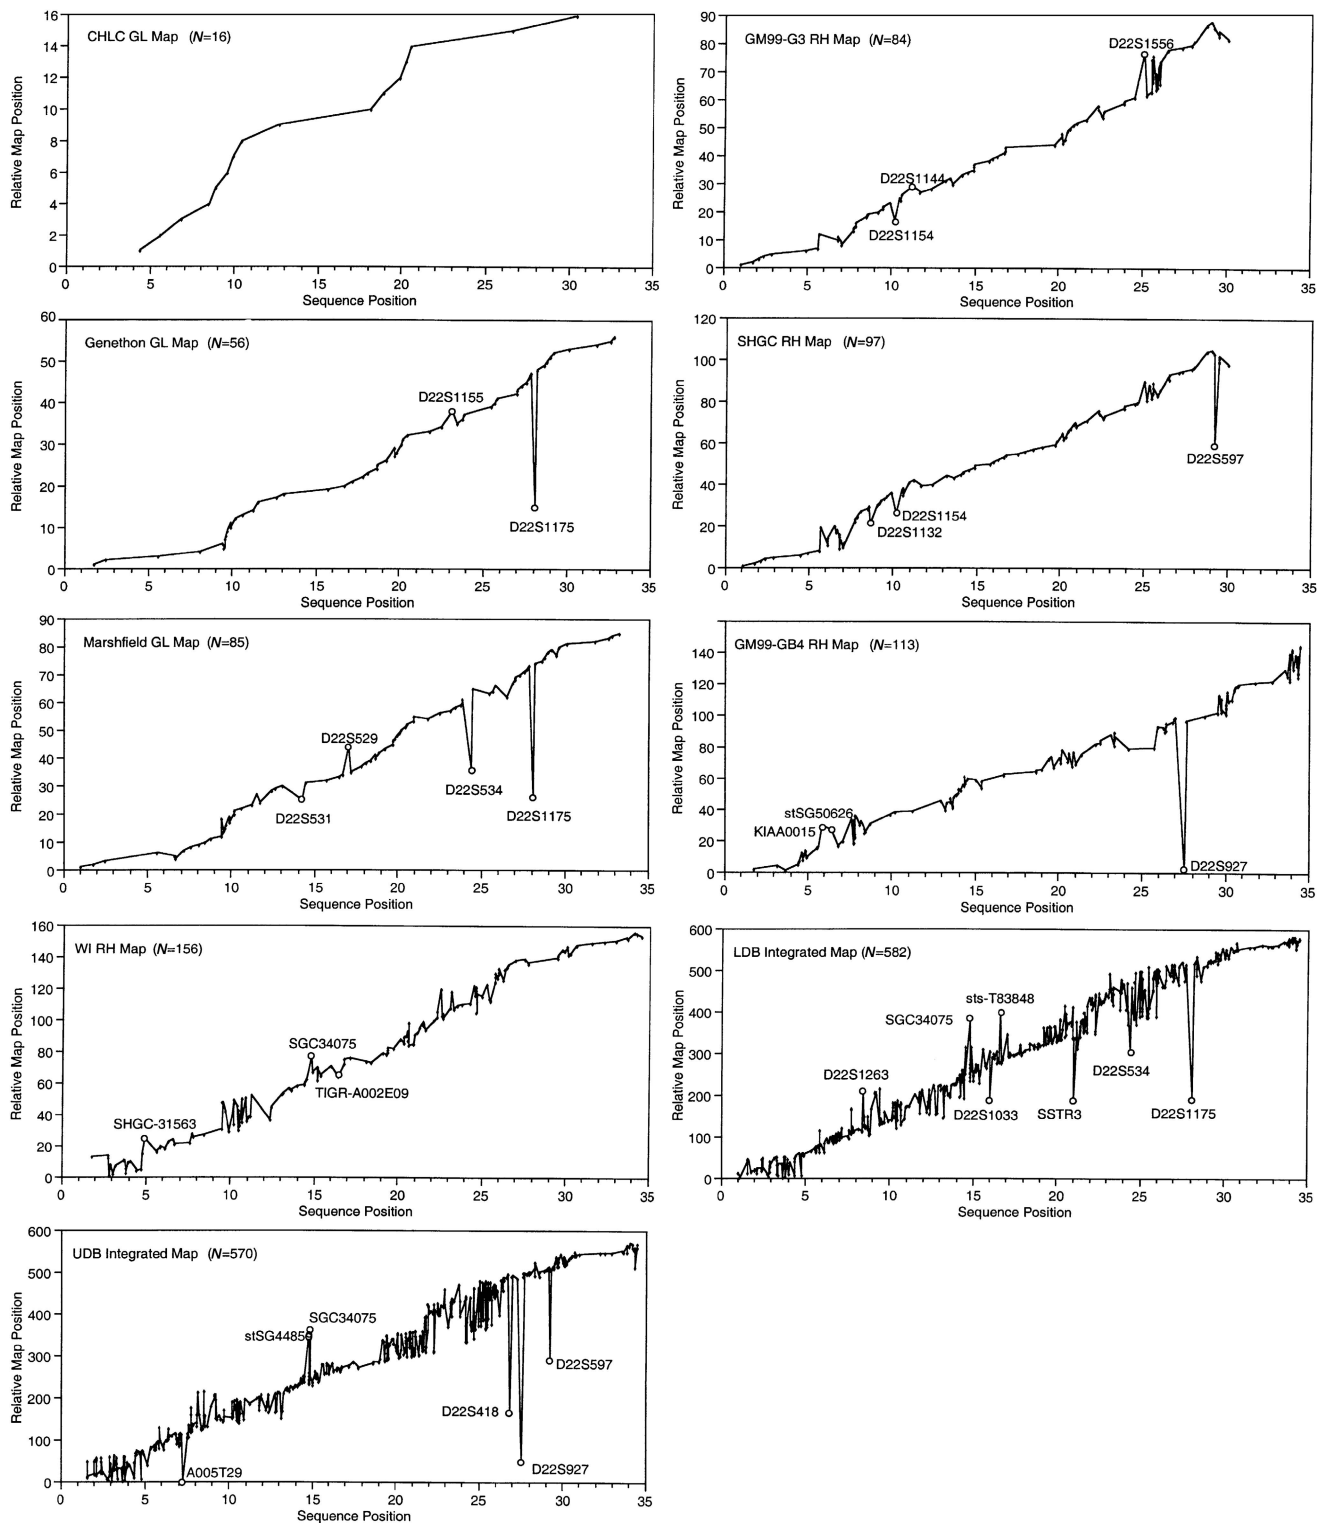 CHLC GL Map (N=16)
Relative Map Position
16
14
12
10
8
6
4
2
0
0 5 10 15 20 25 30 35
Sequence Position
GM99-G3 RH Map (N=84)
D22S1556
D22S1144
D22S1154
Relative Map Position
90
80
70
60
50
40
30
20
10
0
0 5 10 15 20 25 30 35
Sequence Position
Genethon GL Map (N=56)
D22S1155
D22S1175
Relative Map Position
60
50
40
30
20
10
0
0 5 10 15 20 25 30 35
Sequence Position
SHGC RH Map (N=97)
D22S597
D22S1154
D22S1132
Relative Map Position
120
100
80
60
40
20
0
0 5 10 15 20 25 30 35
Sequence Position
Marshfield GL Map (N=85)
D22S529
D22S534
D22S531
D22S1175
Relative Map Position
90
80
70
60
50
40
30
20
10
0
0 5 10 15 20 25 30 35
Sequence Position
GM99-GB4 RH Map (N=113)
stSG50626
KIAA0015
D22S927
Relative Map Position
140
120
100
80
60
40
20
0
0 5 10 15 20 25 30 35
Sequence Position
WI RH Map (N=156)
SGC34075
TIGR-A002E09
SHGC-31563
Relative Map Position
160
140
120
100
80
60
40
20
0
0 5 10 15 20 25 30 35
Sequence Position
LDB Integrated Map (N=582)
sts-T83848
SGC34075
D22S1263
D22S534
D22S1033
SSTR3
D22S1175
Relative Map Position
600
500
400
300
200
100
0
0 5 10 15 20 25 30 35
Sequence Position
UDB Integrated Map (N=570)
SGC34075
stSG44850
D22S597
D22S418
A005T29
D22S927
Relative Map Position
600
500
400
300
200
100
0
0 5 10 15 20 25 30 35
Sequence Position